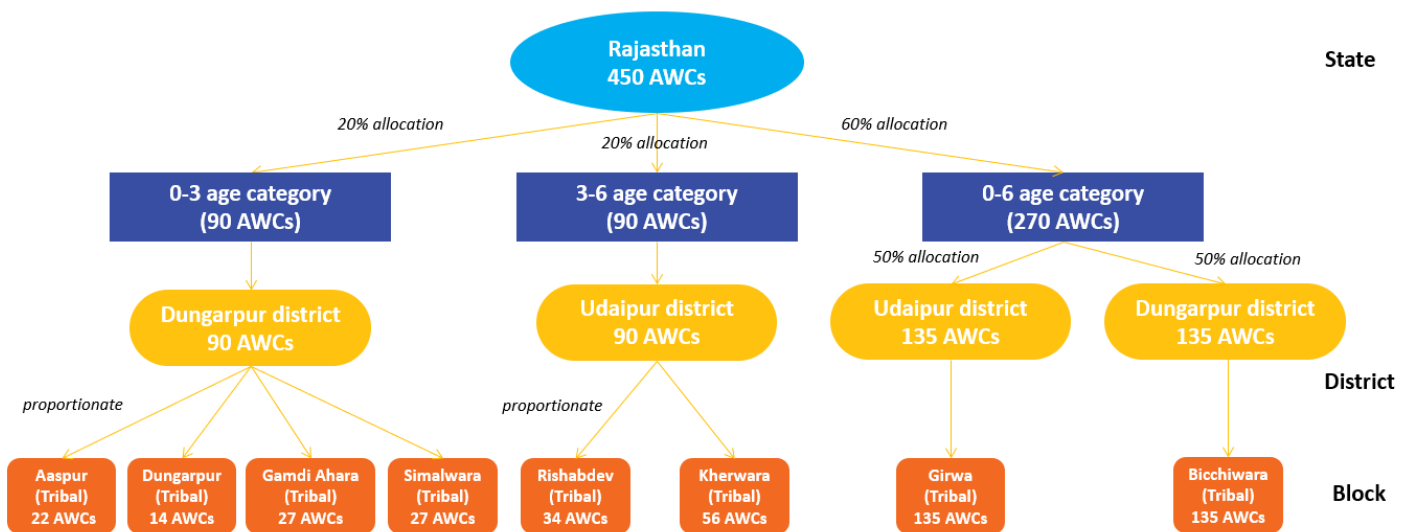 Rajasthan
450 AWCs
State
20% allocation
20% allocation
60% allocation
0-3 age category
(90 AWCs)
3-6 age category
(90 AWCs)
0-6 age category
(270 AWCs)
50% allocation
50% allocation
Dungarpur district
90 AWCs
Udaipur district
90 AWCs
Udaipur district
135 AWCs
Dungarpur district
135 AWCs
District
proportionate
proportionate
Aaspur
(Tribal)
22 AWCs
Dungarpur
(Tribal)
14 AWCs
Gamdi Ahara
(Tribal)
27 AWCs
Simalwara
(Tribal)
27 AWCs
Rishabdev
(Tribal)
34 AWCs
Kherwara
(Tribal)
56 AWCs
Girwa
(Tribal)
135 AWCs
Bicchiwara
(Tribal)
135 AWCs
Block